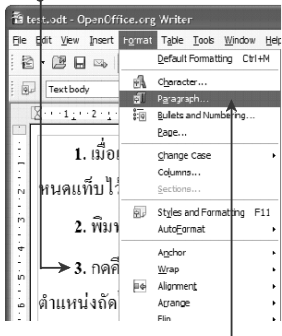 test.odt - OpenOffice.org Writer
File Edit View Insert Format Table Tools Window Help
Default Formatting Ctrl+M
Character...
Paragraph...
Bullets and Numbering...
Page...
Change Case
Columns...
Sections...
Styles and Formatting F11
AutoFormat
Anchor
Wrap
Alignment
Arrange
Flip
Text body
1 2
1. เมื่อ
หนดแท็บไว้
2. พิมพ์
3. กดคี
ตำแหน่งถัด